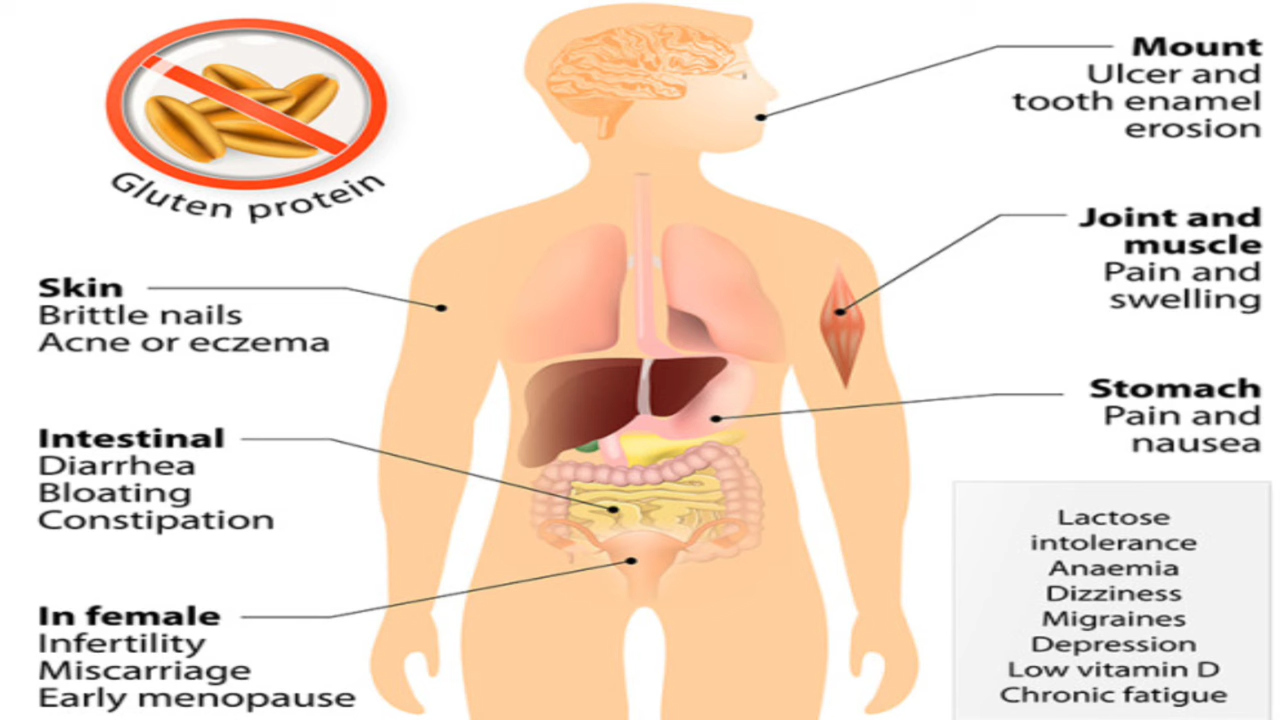 Gluten protein
Skin
Brittle nails
Acne or eczema
Intestinal
Diarrhea
Bloating
Constipation
In female
Infertility
Miscarriage
Early menopause
Mount
Ulcer and
tooth enamel
erosion
Joint and
muscle
Pain and
swelling
Stomach
Pain and
nausea
Lactose
intolerance
Anaemia
Dizziness
Migraines
Depression
Low vitamin D
Chronic fatigue